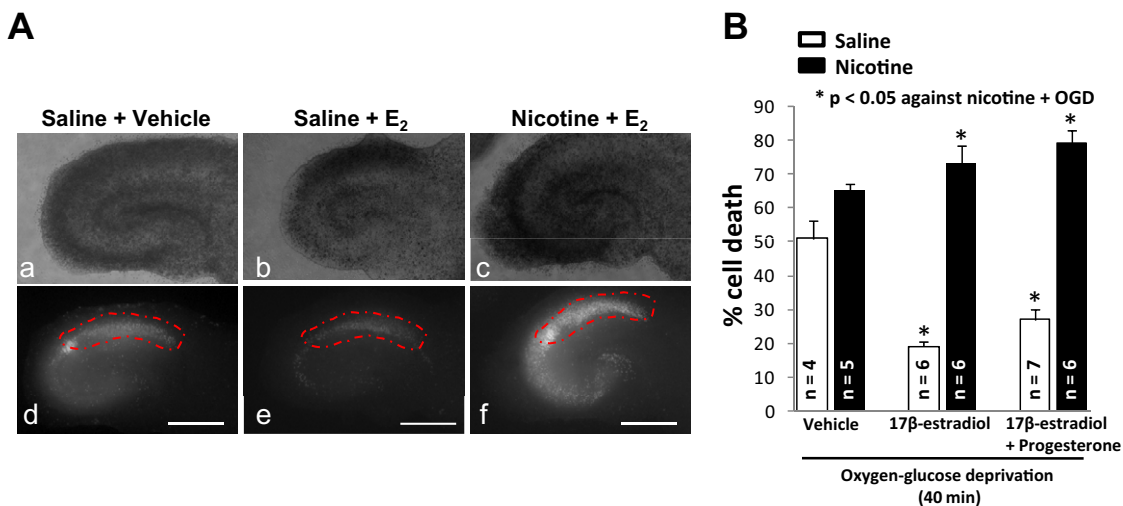 A
Saline + Vehicle
Saline + E₂
Nicotine + E₂
a
b
c
d
e
f
B
Saline
Nicotine
* p < 0.05 against nicotine + OGD
% cell death
90
80
70
60
50
40
30
20
10
0
*
*
*
*
n = 4
n = 5
n = 6
n = 6
n = 7
n = 6
Vehicle
17β-estradiol
17β-estradiol
+ Progesterone
Oxygen-glucose deprivation
(40 min)